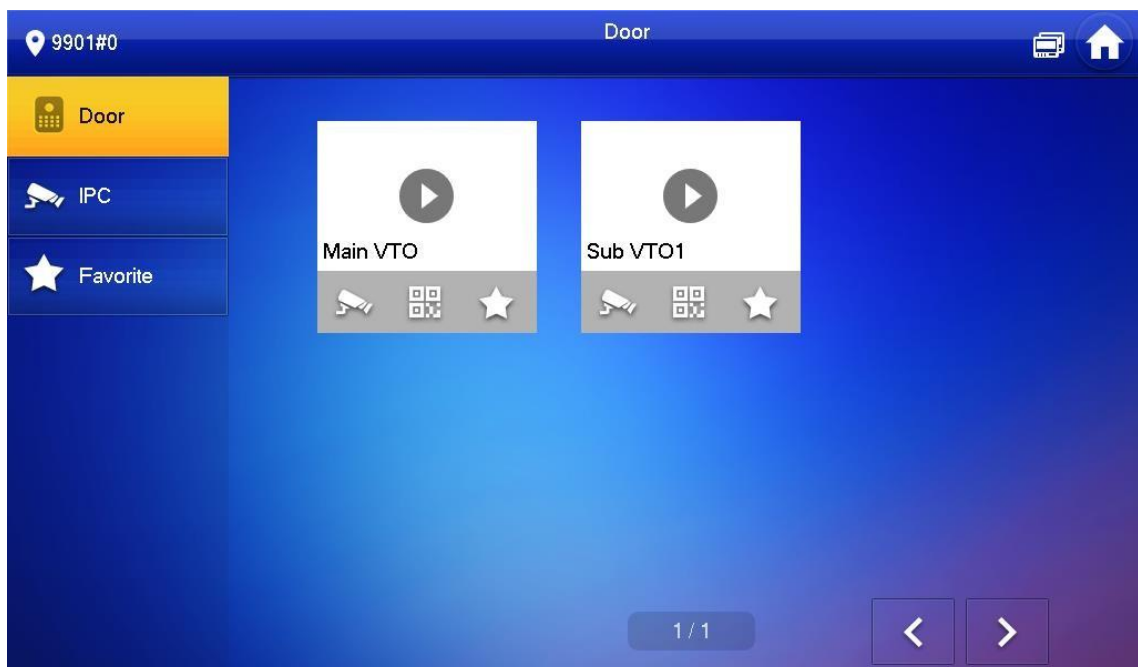 9901#0
Door
Door
IPC
Favorite
Main VTO
Sub VTO1
1 / 1